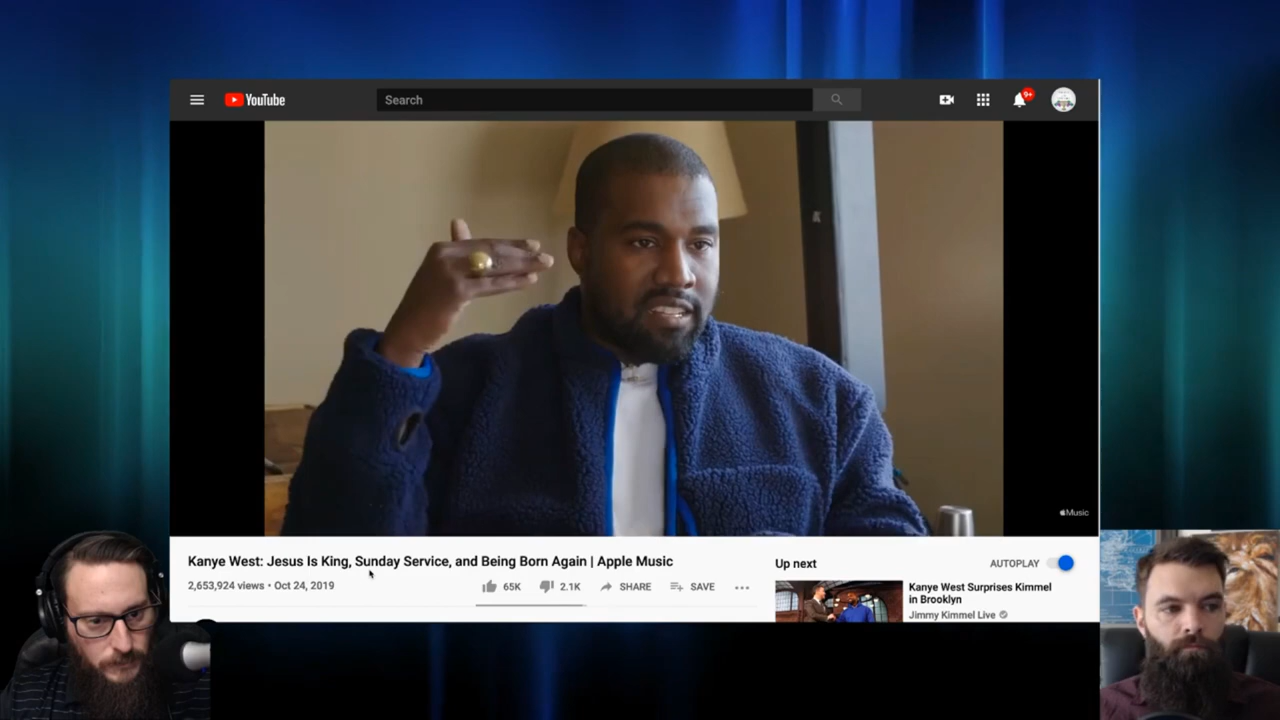 YouTube
Search
9+
Music
Kanye West: Jesus Is King, Sunday Service, and Being Born Again | Apple Music
2,653,924 views • Oct 24, 2019
65K
2.1K
SHARE
SAVE
Up next
AUTOPLAY
Kanye West Surprises Kimmel
in Brooklyn
Jimmy Kimmel Live